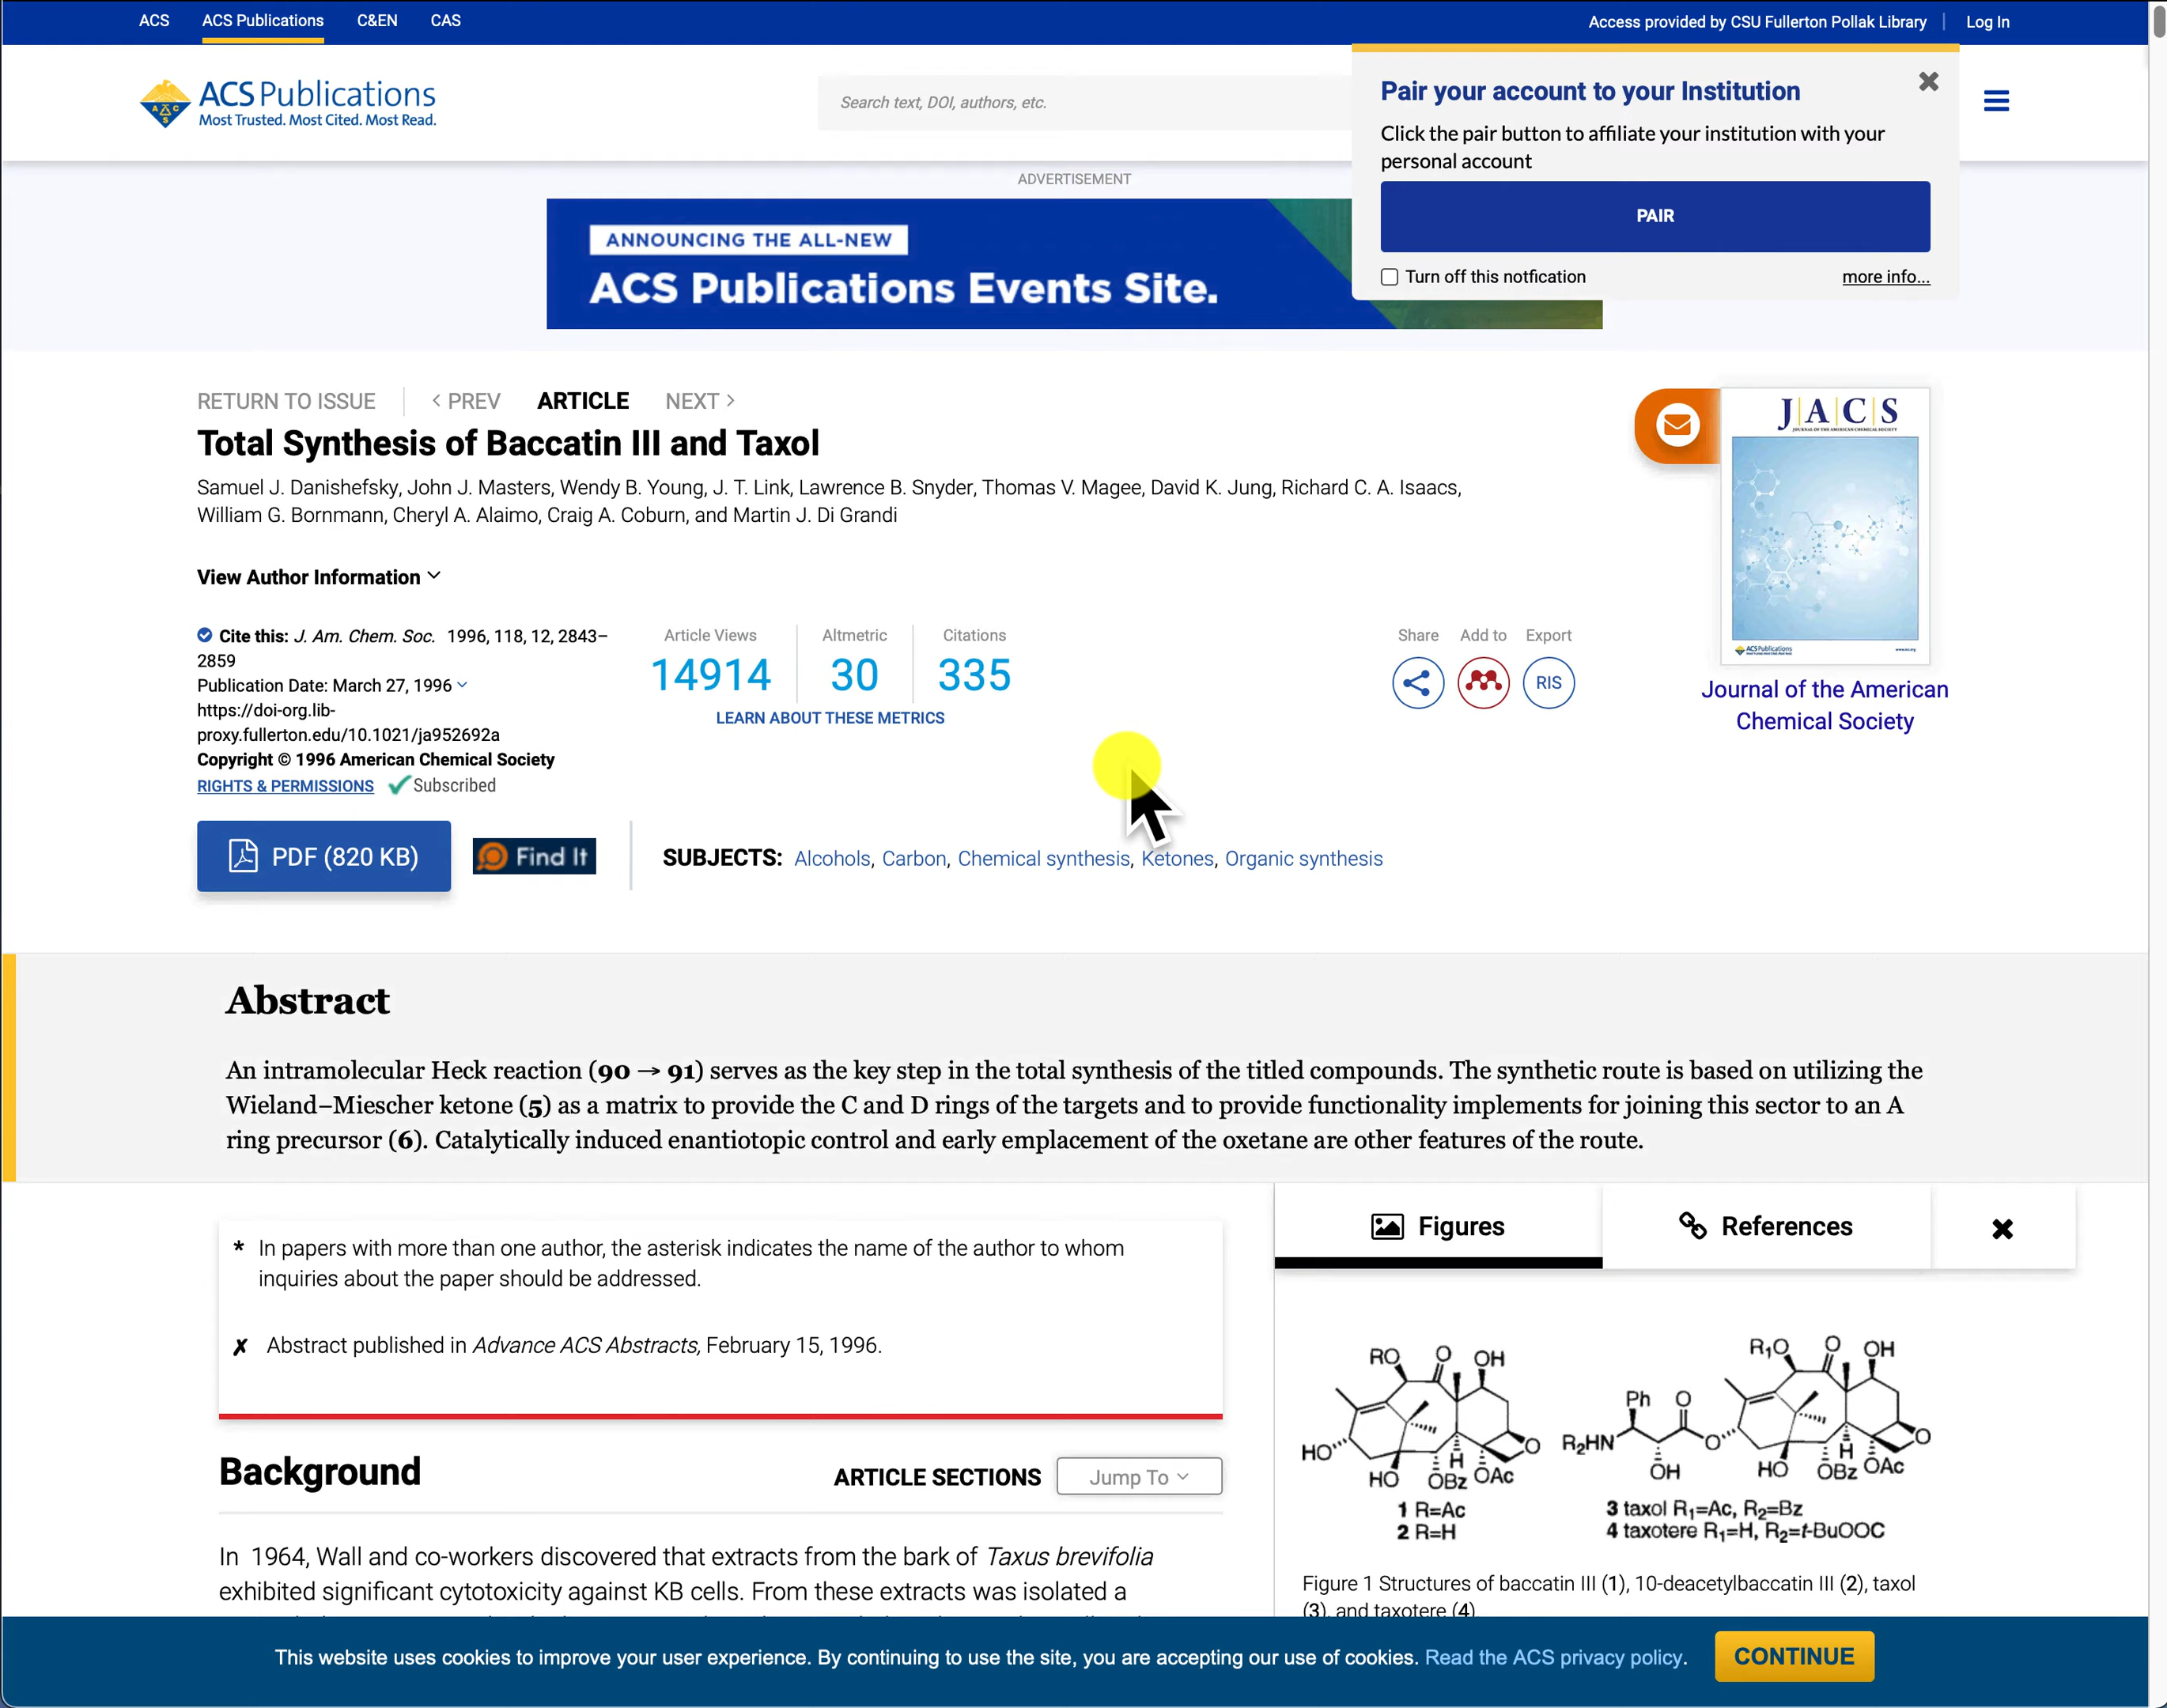 ACS ACS Publications C&EN CAS Access provided by CSU Fullerton Pollak Library Log In
ACS Publications
Most Trusted. Most Cited. Most Read.
Search text, DOI, authors, etc.
Pair your account to your Institution
Click the pair button to affiliate your institution with your
personal account
PAIR
Turn off this notfication more info...
ADVERTISEMENT
ANNOUNCING THE ALL-NEW
ACS Publications Events Site.
RETURN TO ISSUE < PREV ARTICLE NEXT >
Total Synthesis of Baccatin III and Taxol
Samuel J. Danishefsky, John J. Masters, Wendy B. Young, J. T. Link, Lawrence B. Snyder, Thomas V. Magee, David K. Jung, Richard C. A. Isaacs,
William G. Bornmann, Cheryl A. Alaimo, Craig A. Coburn, and Martin J. Di Grandi
View Author Information
Cite this: J. Am. Chem. Soc. 1996, 118, 12, 2843–
2859
Publication Date: March 27, 1996
https://doi-org.lib-
proxy.fullerton.edu/10.1021/ja952692a
Copyright © 1996 American Chemical Society
RIGHTS & PERMISSIONS Subscribed
Article Views Altmetric Citations
14914 30 335
LEARN ABOUT THESE METRICS
Share Add to Export
RIS
J|A|C|S
JOURNAL OF THE AMERICAN CHEMICAL SOCIETY
ACS Publications
Journal of the American
Chemical Society
PDF (820 KB) Find It SUBJECTS: Alcohols, Carbon, Chemical synthesis, Ketones, Organic synthesis
Abstract
An intramolecular Heck reaction (90 → 91) serves as the key step in the total synthesis of the titled compounds. The synthetic route is based on utilizing the
Wieland–Miescher ketone (5) as a matrix to provide the C and D rings of the targets and to provide functionality implements for joining this sector to an A
ring precursor (6). Catalytically induced enantiotopic control and early emplacement of the oxetane are other features of the route.
* In papers with more than one author, the asterisk indicates the name of the author to whom
inquiries about the paper should be addressed.
✗ Abstract published in Advance ACS Abstracts, February 15, 1996.
Background ARTICLE SECTIONS Jump To
In 1964, Wall and co-workers discovered that extracts from the bark of Taxus brevifolia
exhibited significant cytotoxicity against KB cells. From these extracts was isolated a
Figures References
RO O OH
HO O
HO H OBz OAc
1 R=Ac
2 R=H
R₁O O OH
Ph O
R₂HN O O
OH HO H OBz OAc
3 taxol R₁=Ac, R₂=Bz
4 taxotere R₁=H, R₂=t-BuOOC
Figure 1 Structures of baccatin III (1), 10-deacetylbaccatin III (2), taxol
(3), and taxotere (4).
This website uses cookies to improve your user experience. By continuing to use the site, you are accepting our use of cookies. Read the ACS privacy policy. CONTINUE